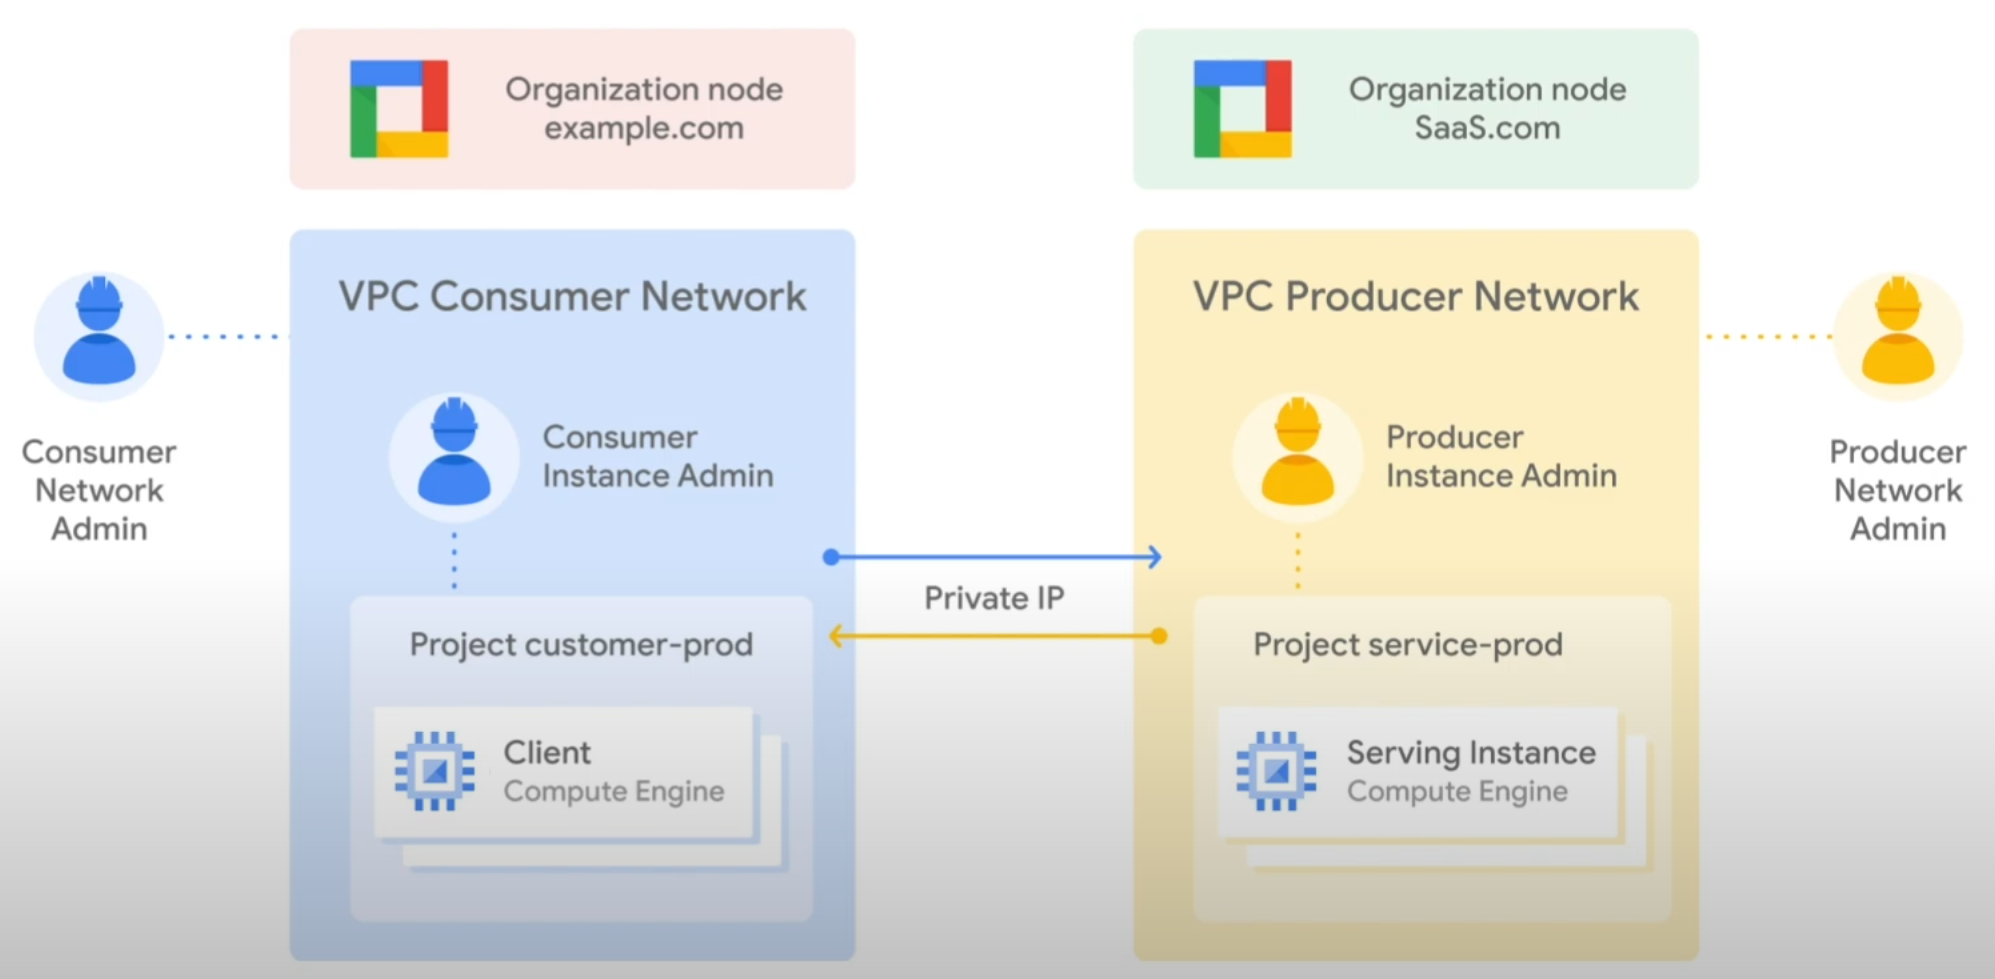 Organization node
example.com
Organization node
SaaS.com
VPC Consumer Network
VPC Producer Network
Consumer
Network
Admin
Consumer
Instance Admin
Producer
Instance Admin
Producer
Network
Admin
Private IP
Project customer-prod
Project service-prod
Client
Compute Engine
Serving Instance
Compute Engine